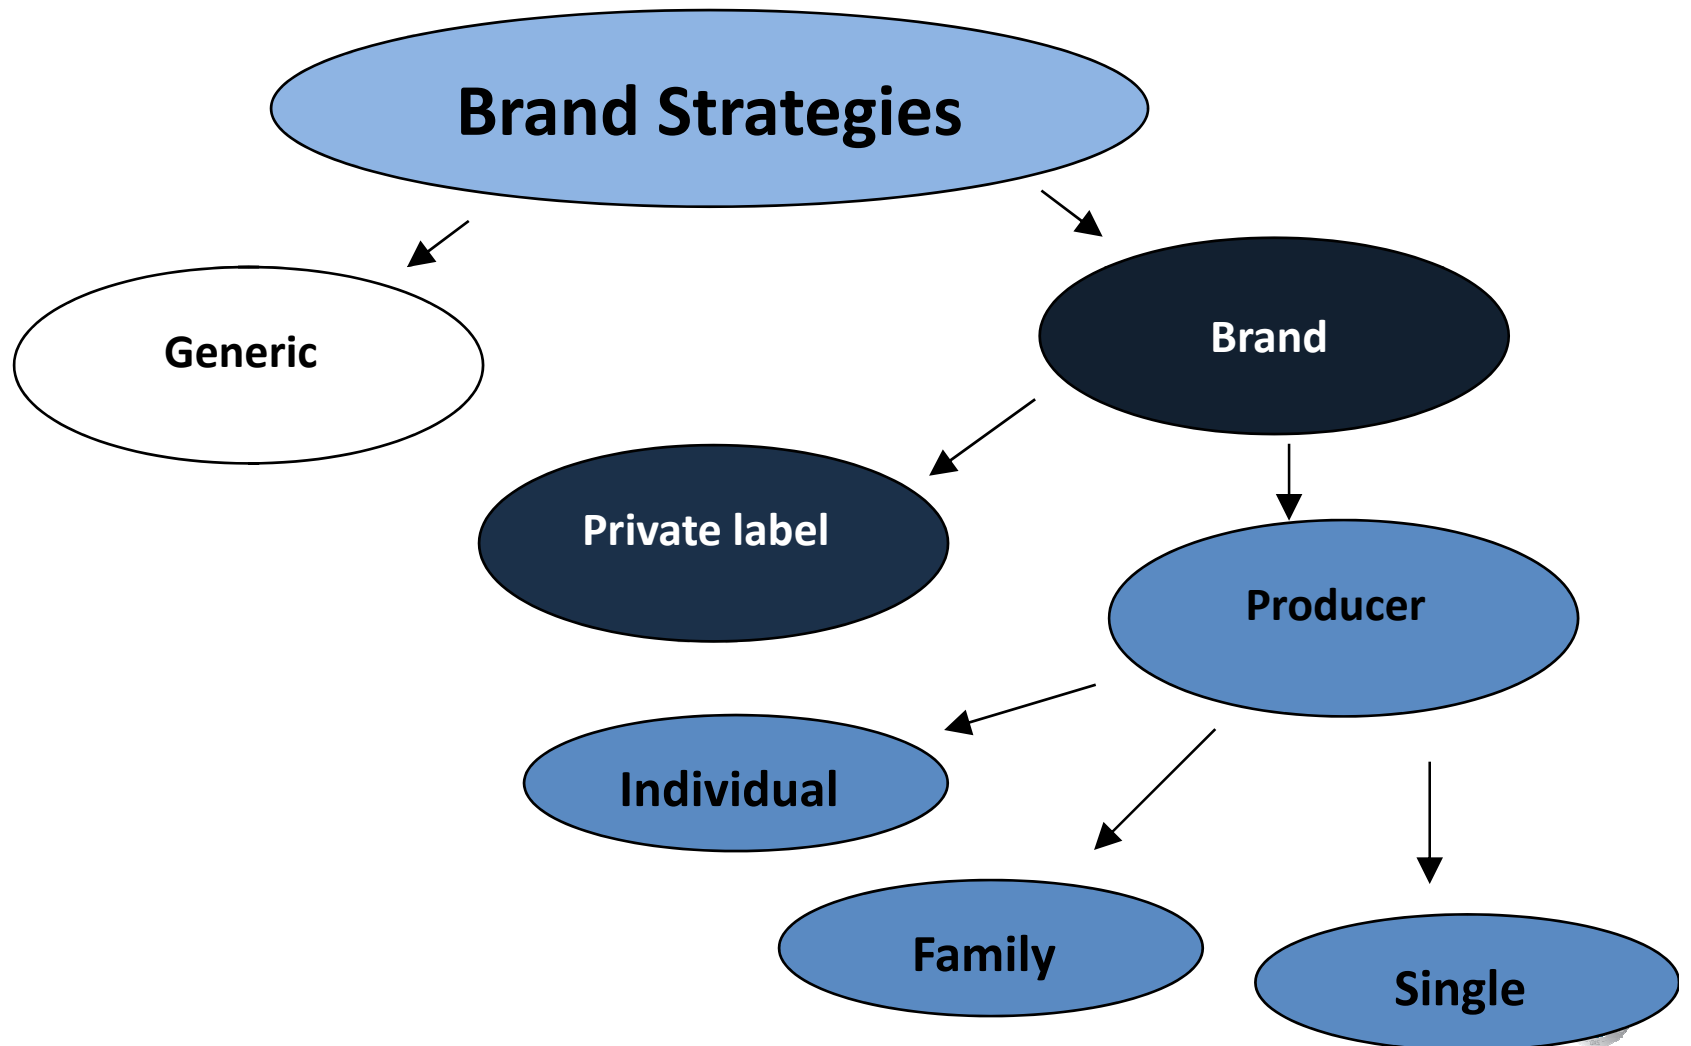 Brand Strategies
Generic
Brand
Private label
Producer
Individual
Family
Single